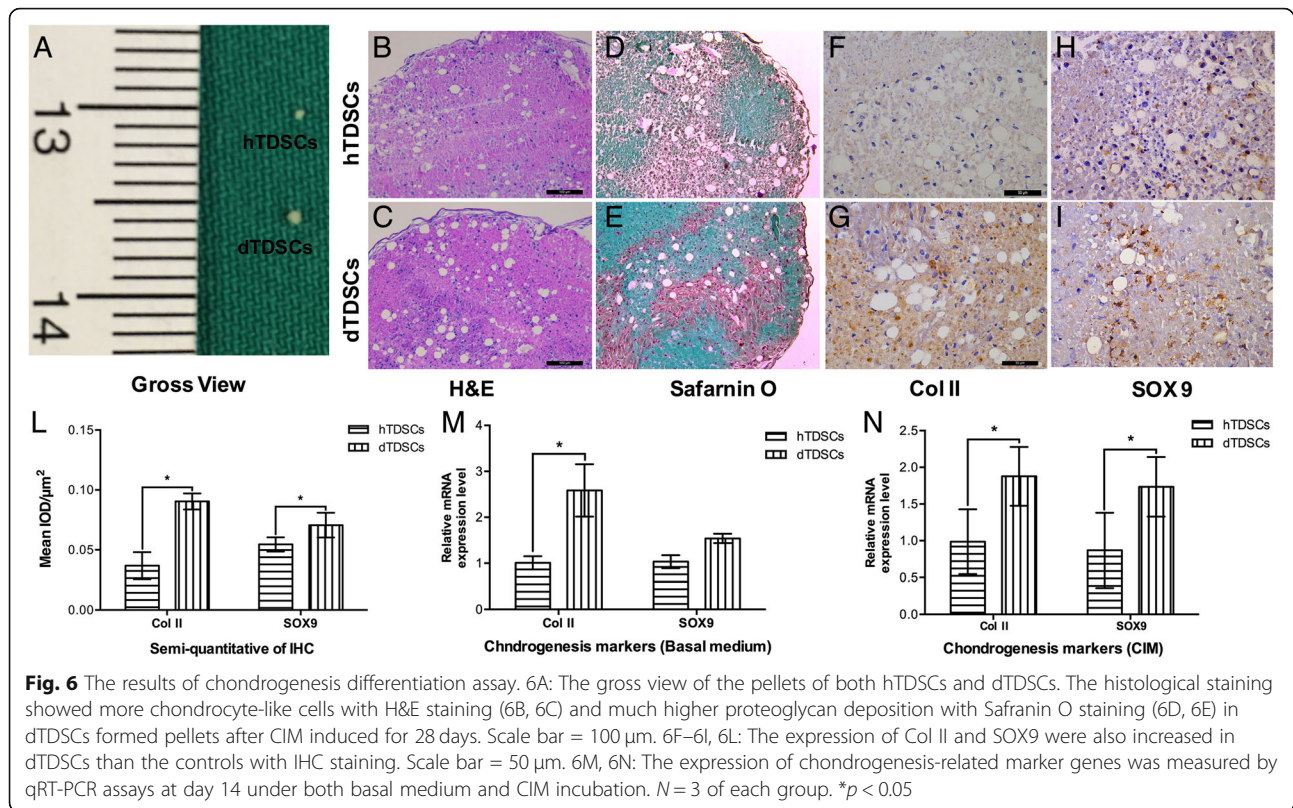 A
B
D
F
H
hTDSCs
13
hTDSCs
dTDSCs
14
C
E
G
I
dTDSCs
100 µm
50 µm
100 µm
Gross View
H&E
Safarnin O
Col II
SOX 9
L
0.15
0.10
0.05
0.00
Mean IOD/µm²
hTDSCs
dTDSCs
*
*
Col II
SOX9
Semi-quantitative of IHC
M
4
3
2
1
0
Relative mRNA
expression level
hTDSCs
dTDSCs
*
Col II
SOX9
Chndrogenesis markers (Basal medium)
N
2.5
2.0
1.5
1.0
0.5
0.0
Relative mRNA
expression level
hTDSCs
dTDSCs
*
*
Col II
SOX9
Chondrogenesis markers (CIM)
Fig. 6 The results of chondrogenesis differentiation assay. 6A: The gross view of the pellets of both hTDSCs and dTDSCs. The histological staining
showed more chondrocyte-like cells with H&E staining (6B, 6C) and much higher proteoglycan deposition with Safranin O staining (6D, 6E) in
dTDSCs formed pellets after CIM induced for 28 days. Scale bar = 100 µm. 6F–6I, 6L: The expression of Col II and SOX9 were also increased in
dTDSCs than the controls with IHC staining. Scale bar = 50 µm. 6M, 6N: The expression of chondrogenesis-related marker genes was measured by
qRT-PCR assays at day 14 under both basal medium and CIM incubation. N = 3 of each group. *p < 0.05